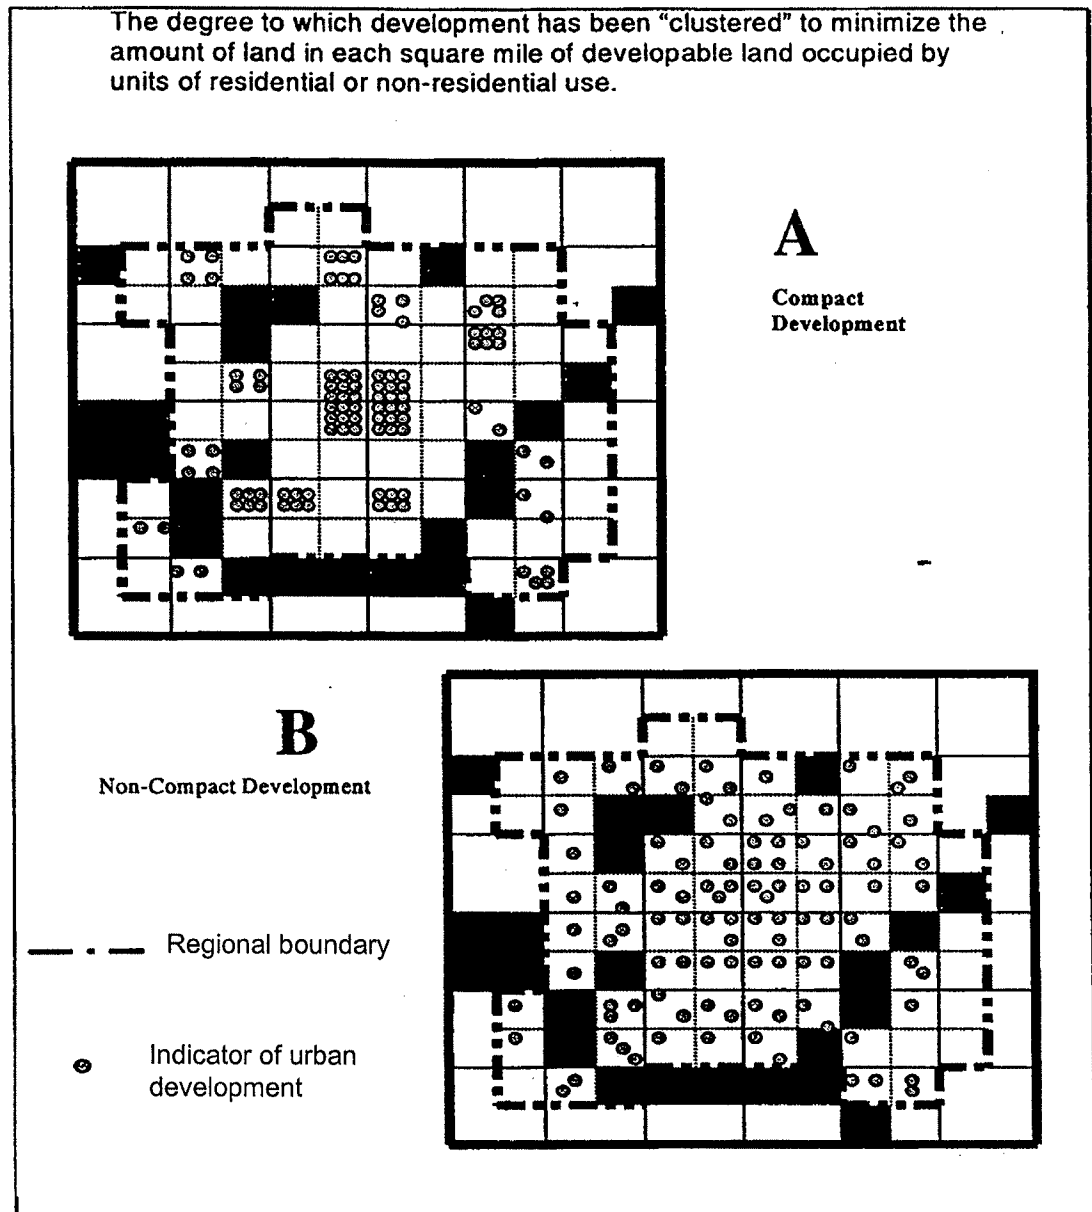 The degree to which development has been “clustered” to minimize the
amount of land in each square mile of developable land occupied by
units of residential or non-residential use.
A
Compact
Development
B
Non-Compact Development
Regional boundary
Indicator of urban
development